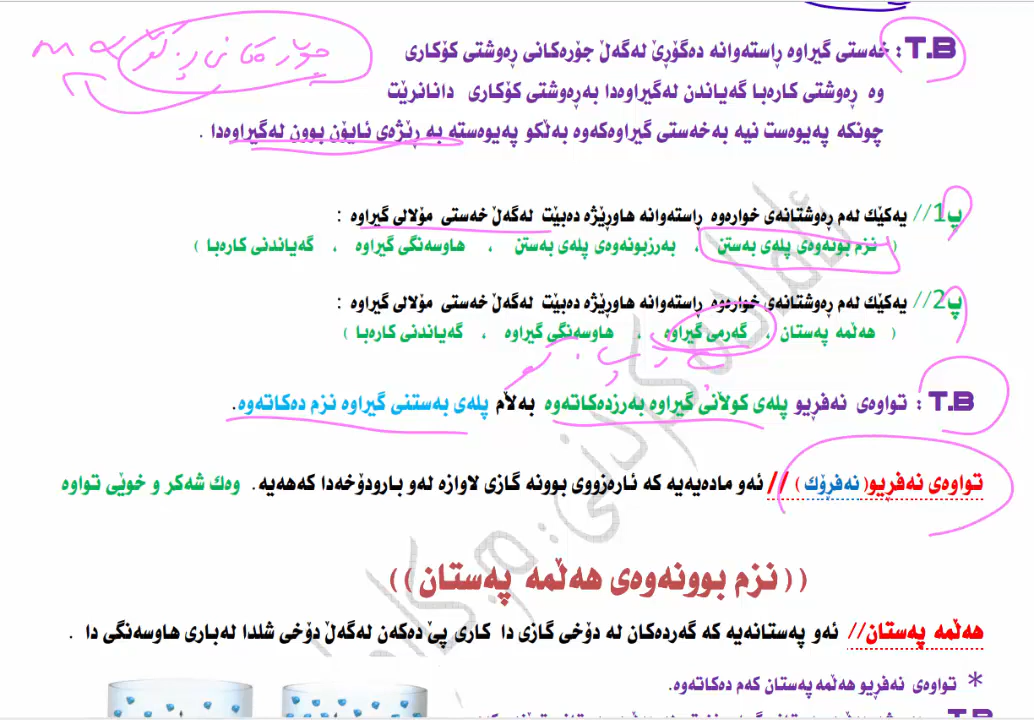 T.B : خەستی گیراوە ڕاستەوانە دەگۆڕێ لەگەڵ جۆرەکانی ڕەوشتی کۆکاری
وە ڕەوشتی کارەبا گەیاندن لەگیراوەدا بەڕەوشتی کۆکاری دانانرێت
چونکە پەیوەست نیە بەخەستی گیراوەکەوە بەڵکو پەیوەستە بە ڕێژەی ئایۆن بوون لەگیراوەدا .
پ1// یەکێك لەم ڕەوشتانەی خوارەوە ڕاستەوانە هاوڕێژە دەبێت لەگەڵ خەستی مۆلالی گیراوە :
( نزم بونەوەی پلەی بەستن ، بەرزبونەوەی پلەی بەستن ، هاوسەنگی گیراوە ، گەیاندنی کارەبا )
پ2// یەکێك لەم ڕەوشتانەی خوارەوە ڕاستەوانە هاوڕێژە دەبێت لەگەڵ خەستی مۆلالی گیراوە :
( هەڵمە پەستان ، گەرمی گیراوە ، هاوسەنگی گیراوە ، گەیاندنی کارەبا )
T.B : تواوەی نەفڕیو پلەی کوڵانی گیراوە بەرزدەکاتەوە بەڵام پلەی بەستنی گیراوە نزم دەکاتەوە.
تواوەی نەفڕیو( نەفڕۆك ) // ئەو مادەیەیە کە ئارەزووی بوونە گازی لاوازە لەو بارودۆخەدا کەهەیە. وەك شەکر و خوێی تواوە
((نزم بوونەوەی هەڵمە پەستان))
هەڵمە پەستان// ئەو پەستانەیە کە گەردەکان لە دۆخی گازی دا کاری پێ دەکەن لەگەڵ دۆخی شلدا لەباری هاوسەنگی دا .
* تواوەی نەفڕیو هەڵمە پەستان کەم دەکاتەوە.
T.B